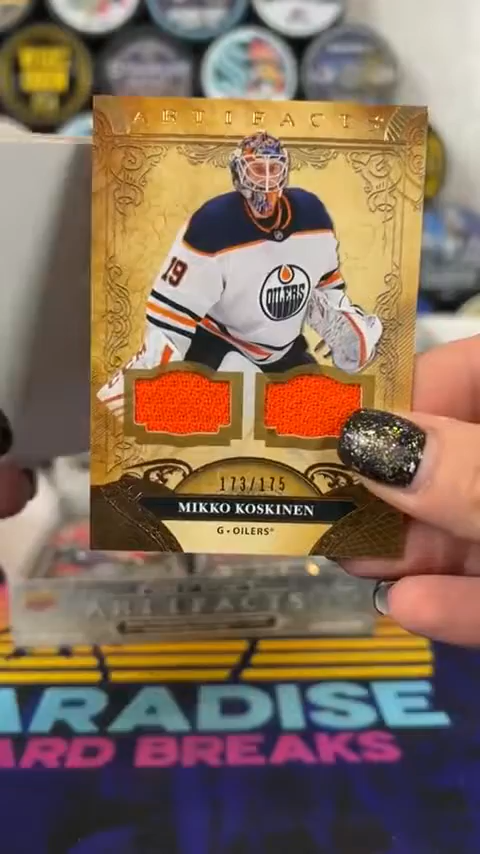 ARTIFACTS
19
OILERS
173/175
MIKKO KOSKINEN
G • OILERS®
ARTIFACTS
ARADISE
ARD BREAKS